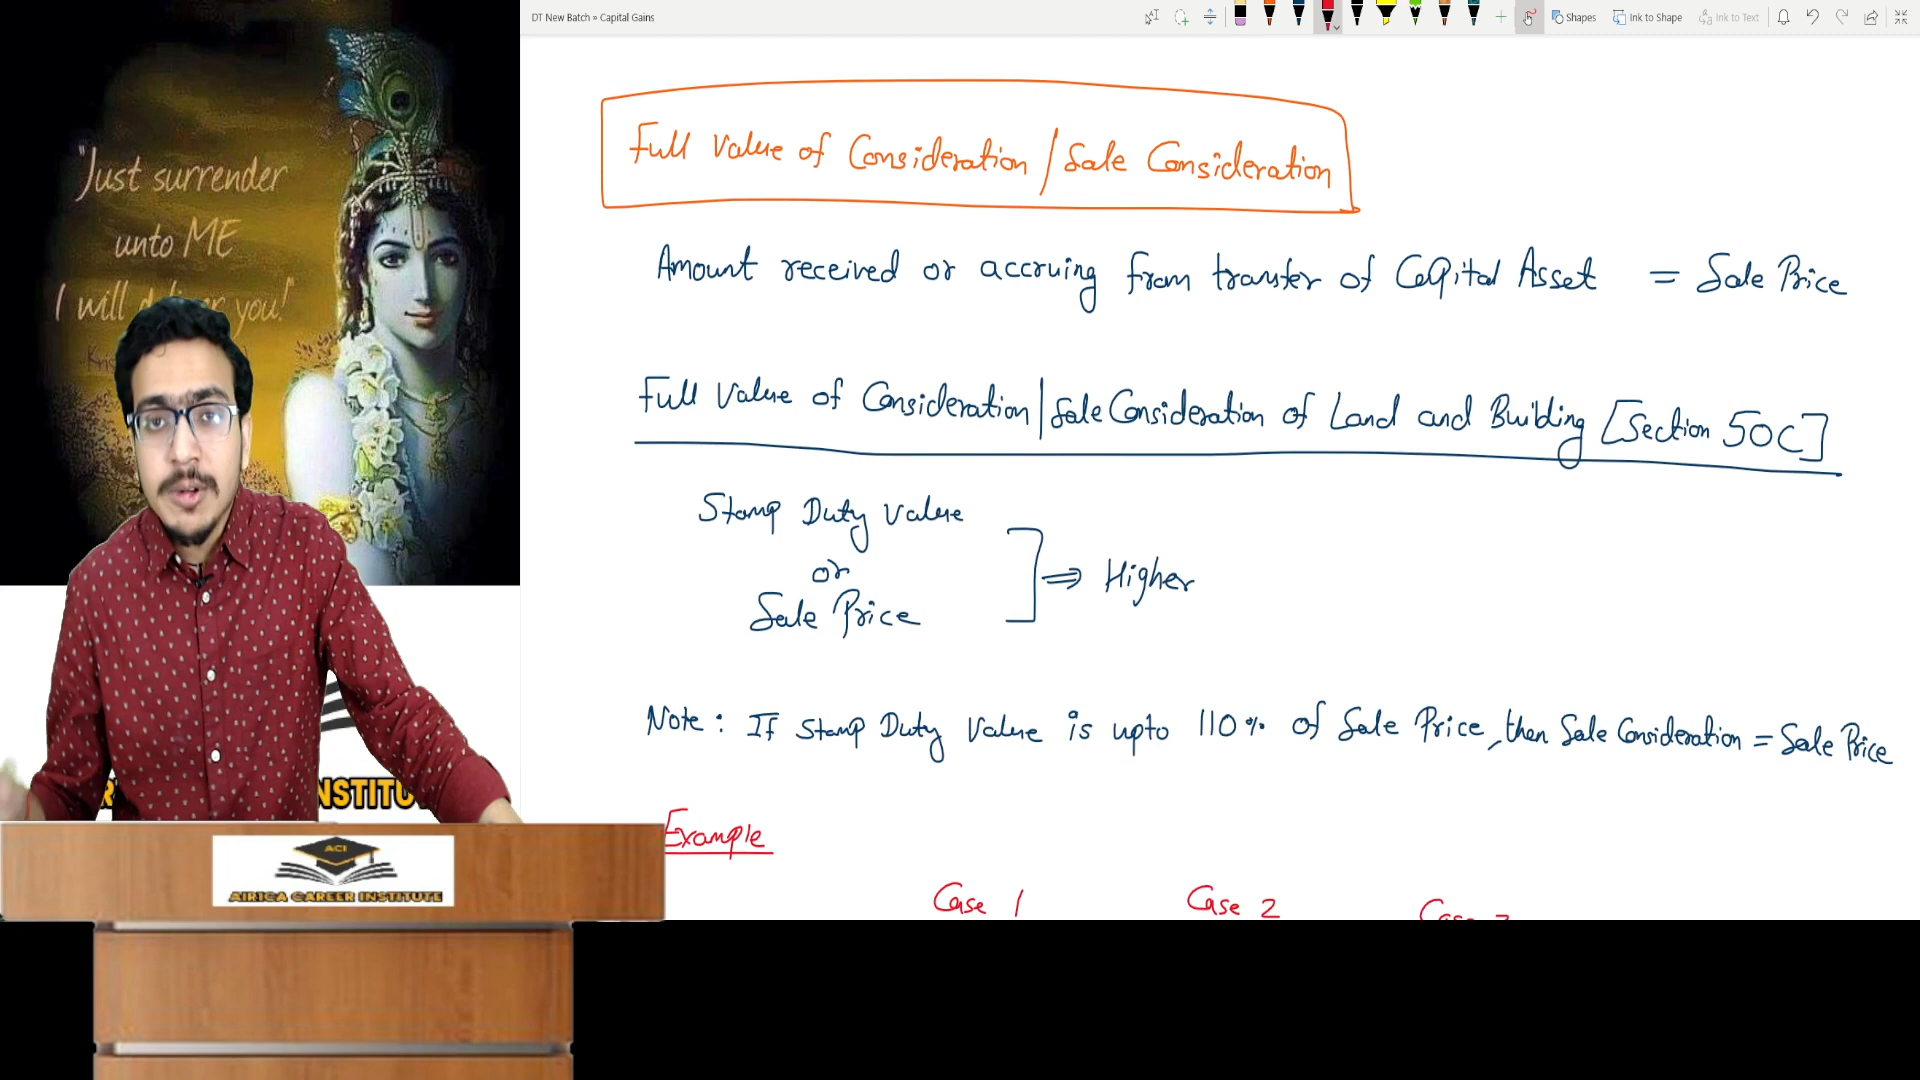 DT New Batch » Capital Gains
Shapes
Ink to Shape
Ink to Text
"Just surrender
unto ME
I will deliver you!"
Full Value of Consideration / Sale Consideration
Amount received or accruing from transfer of Capital Asset = Sale Price
Full Value of Consideration | Sale Consideration of Land and Building [Section 50C]
Stamp Duty Value
or
Sale Price
⇒ Higher
Note: If Stamp Duty Value is upto 110% of Sale Price, then Sale Consideration = Sale Price
Example
Case 1 Case 2
NSTITU
ACI
AIRICA CAREER INSTITUTE